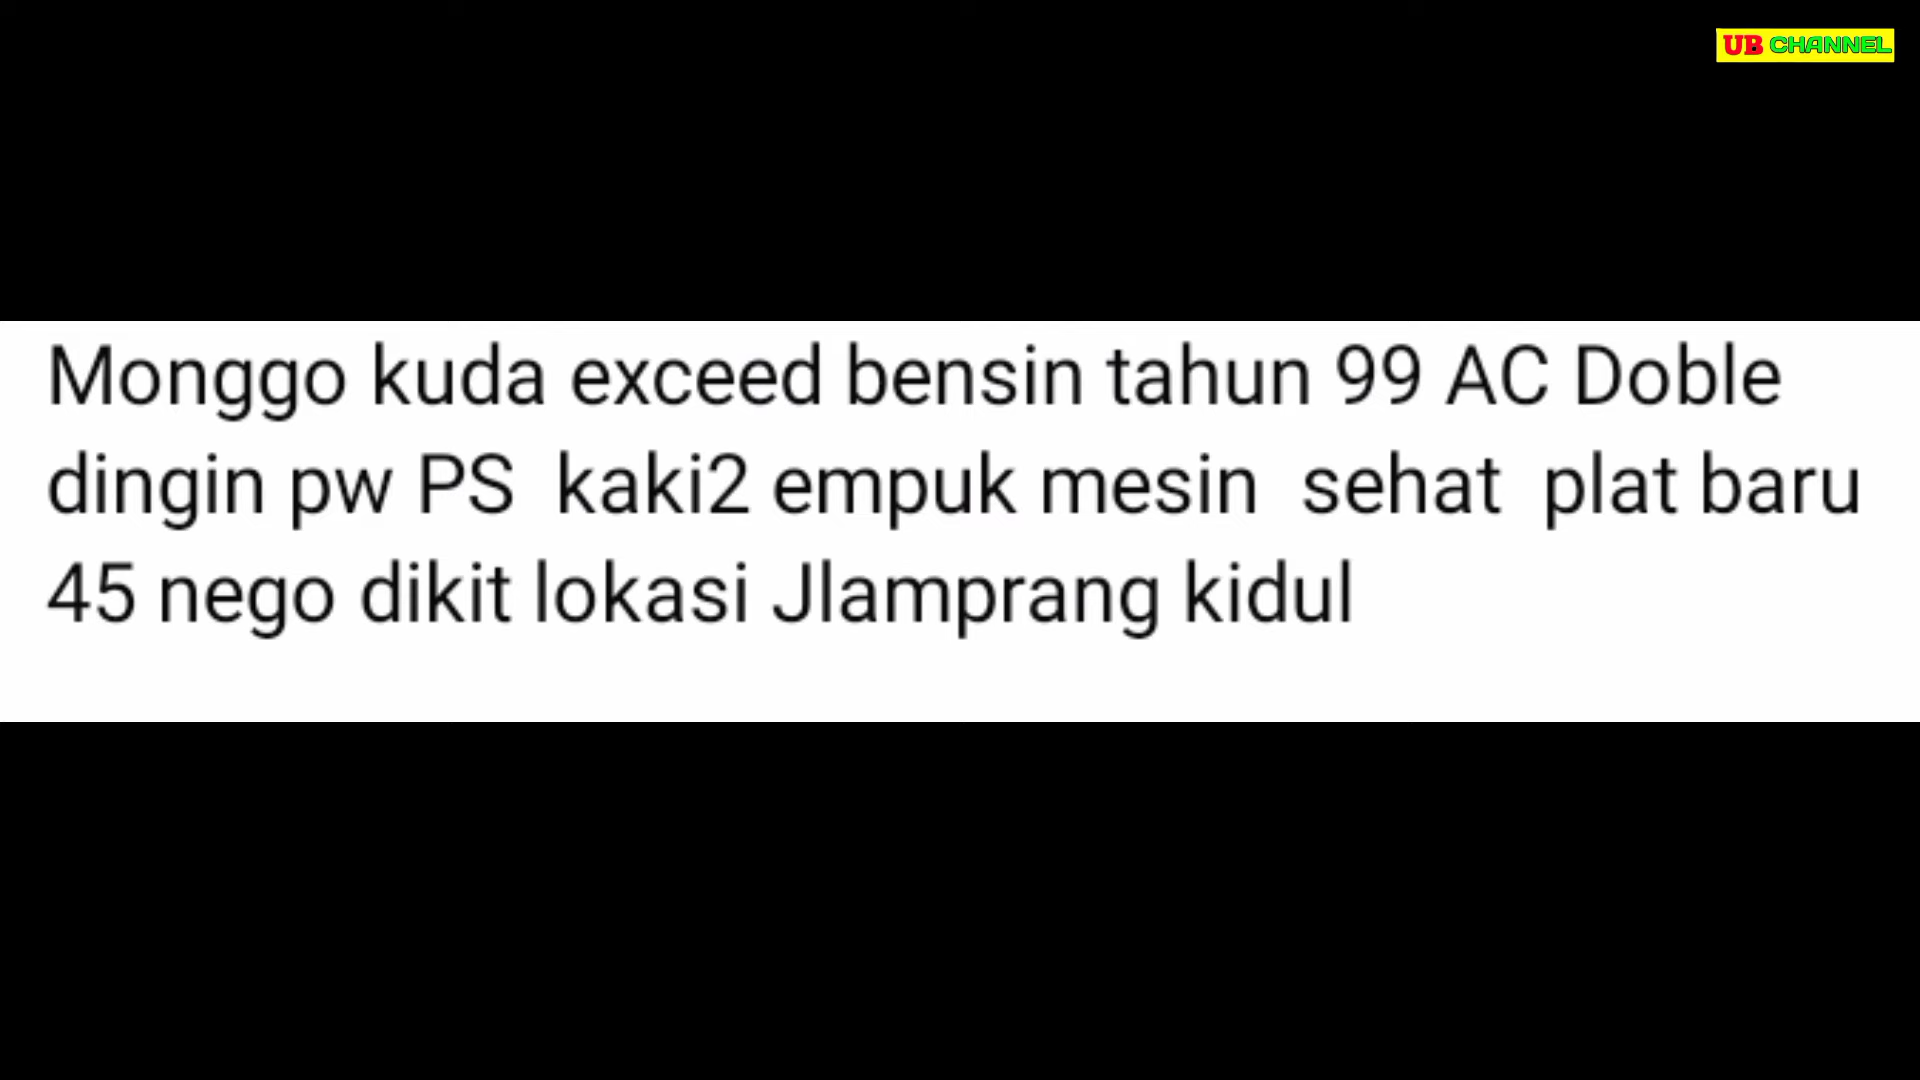 UB CHANNEL
Monggo kuda exceed bensin tahun 99 AC Doble
dingin pw PS  kaki2 empuk mesin  sehat  plat baru
45 nego dikit lokasi Jlamprang kidul